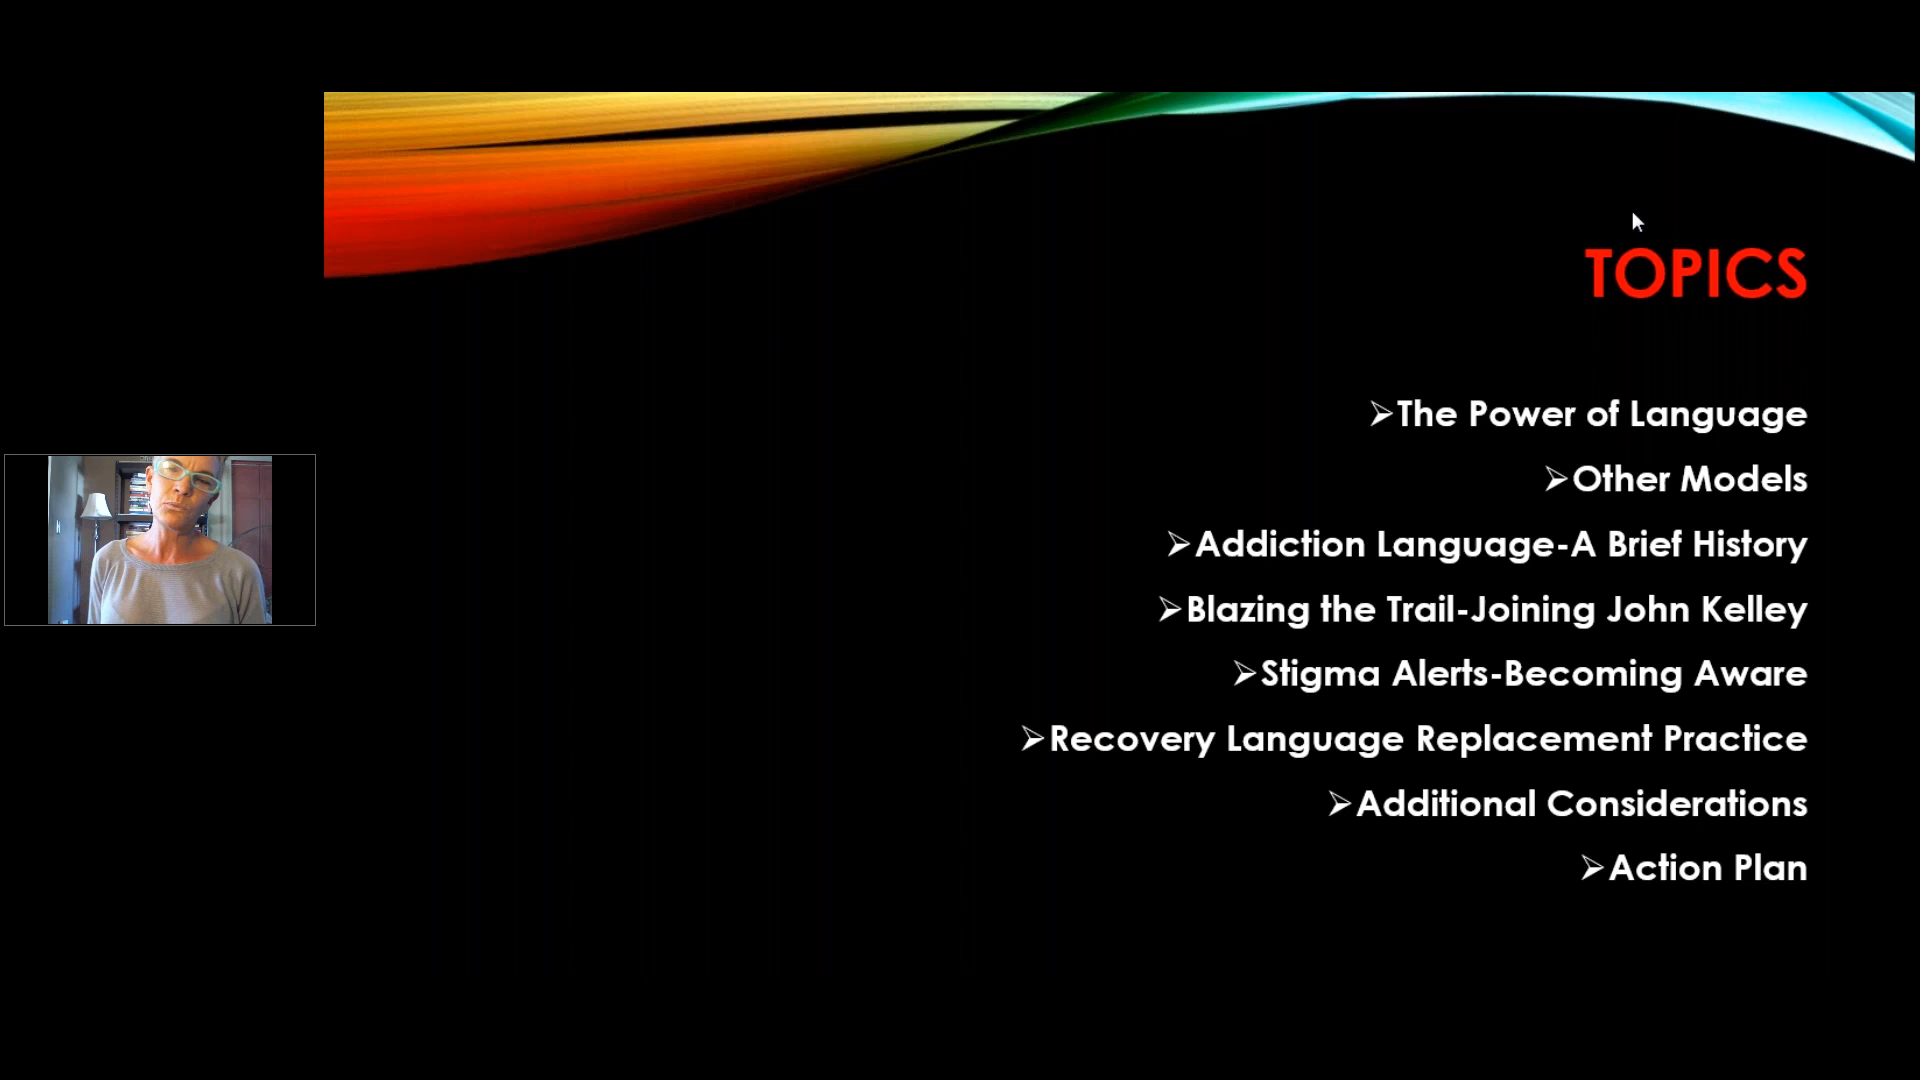 TOPICS
➢The Power of Language
➢Other Models
➢Addiction Language-A Brief History
➢Blazing the Trail-Joining John Kelley
➢Stigma Alerts-Becoming Aware
➢Recovery Language Replacement Practice
➢Additional Considerations
➢Action Plan